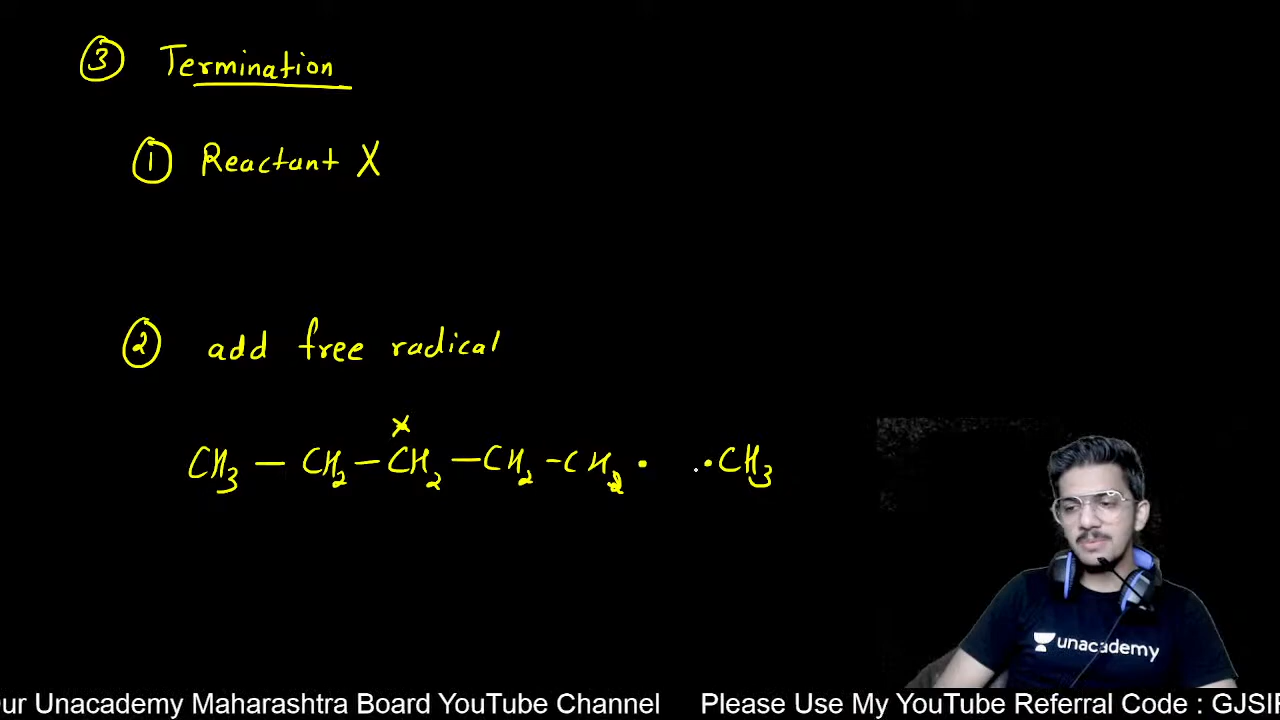 ③ Termination
① Reactant X
② add free radical
x
CH₃ — CH₂ — CH₂ — CH₂ - CH₂ • • CH₃
unacademy
ur Unacademy Maharashtra Board YouTube Channel Please Use My YouTube Referral Code : GJSI